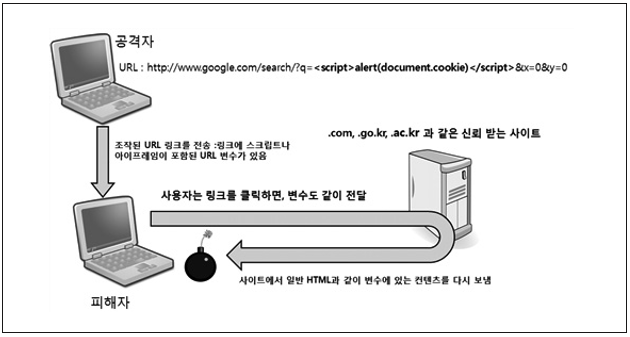 공격자
URL : http://www.google.com/search/?q=<script>alert(document.cookie)</script>&x=0&y=0
조작된 URL 링크를 전송 :링크에 스크립트나
아이프레임이 포함된 URL 변수가 있음
.com, .go.kr, .ac.kr 과 같은 신뢰 받는 사이트
사용자는 링크를 클릭하면, 변수도 같이 전달
사이트에서 일반 HTML과 같이 변수에 있는 컨텐츠를 다시 보냄
피해자